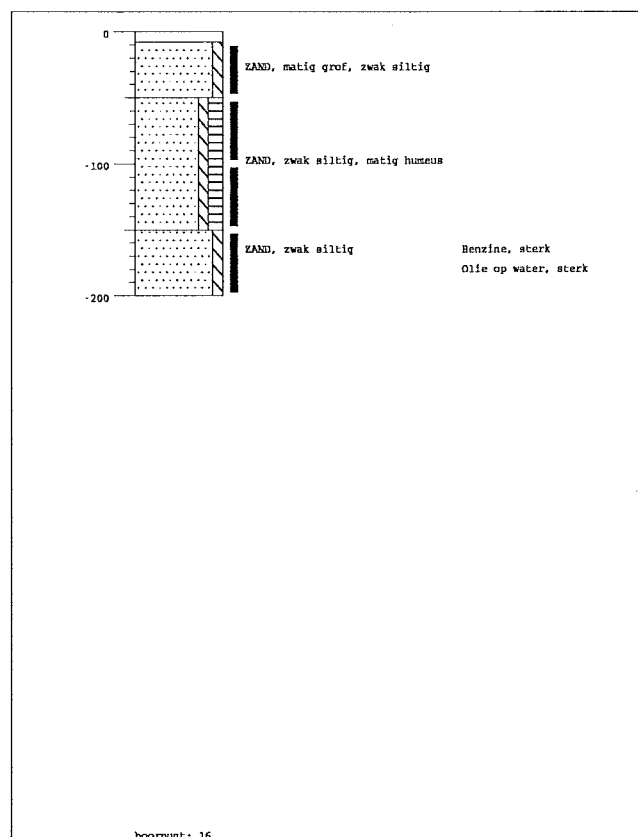 0
ZAND, matig grof, zwak siltig
-100
ZAND, zwak siltig, matig humeus
ZAND, zwak siltig
Benzine, sterk
Olie op water, sterk
-200
boorpunt: 16